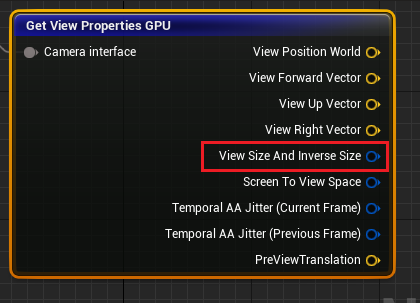 Get View Properties GPU
Camera interface
View Position World
View Forward Vector
View Up Vector
View Right Vector
View Size And Inverse Size
Screen To View Space
Temporal AA Jitter (Current Frame)
Temporal AA Jitter (Previous Frame)
PreViewTranslation